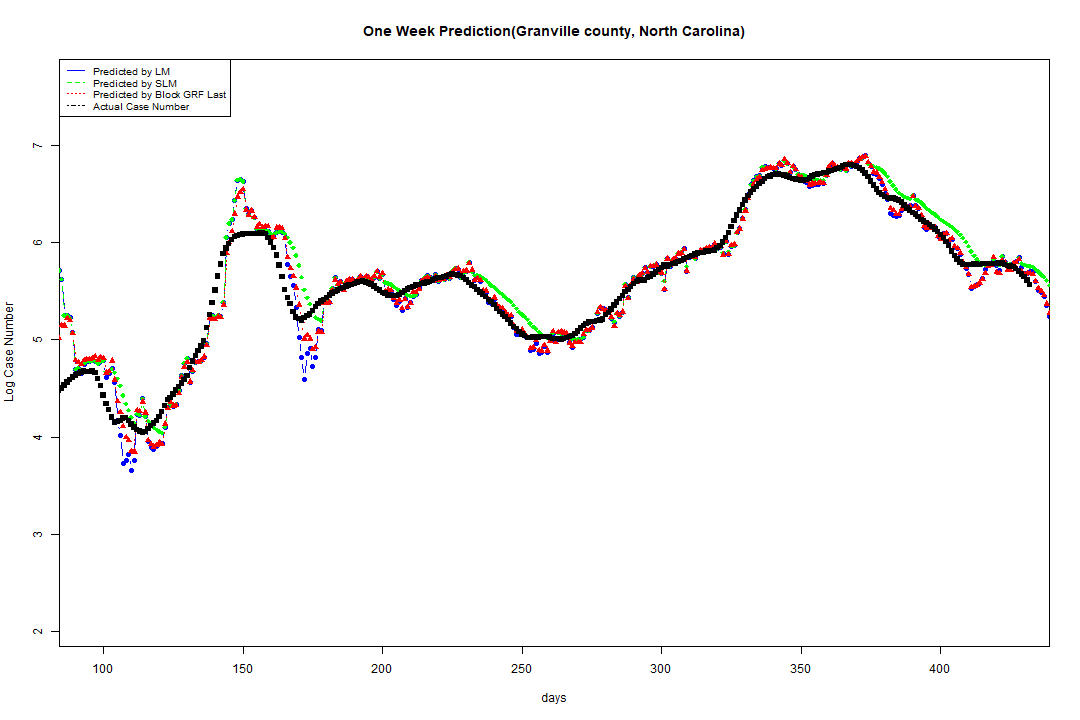 One Week Prediction(Granville county, North Carolina)
Predicted by LM
Predicted by SLM
Predicted by Block GRF Last
Actual Case Number
7
6
5
4
3
2
Log Case Number
100 150 200 250 300 350 400
days